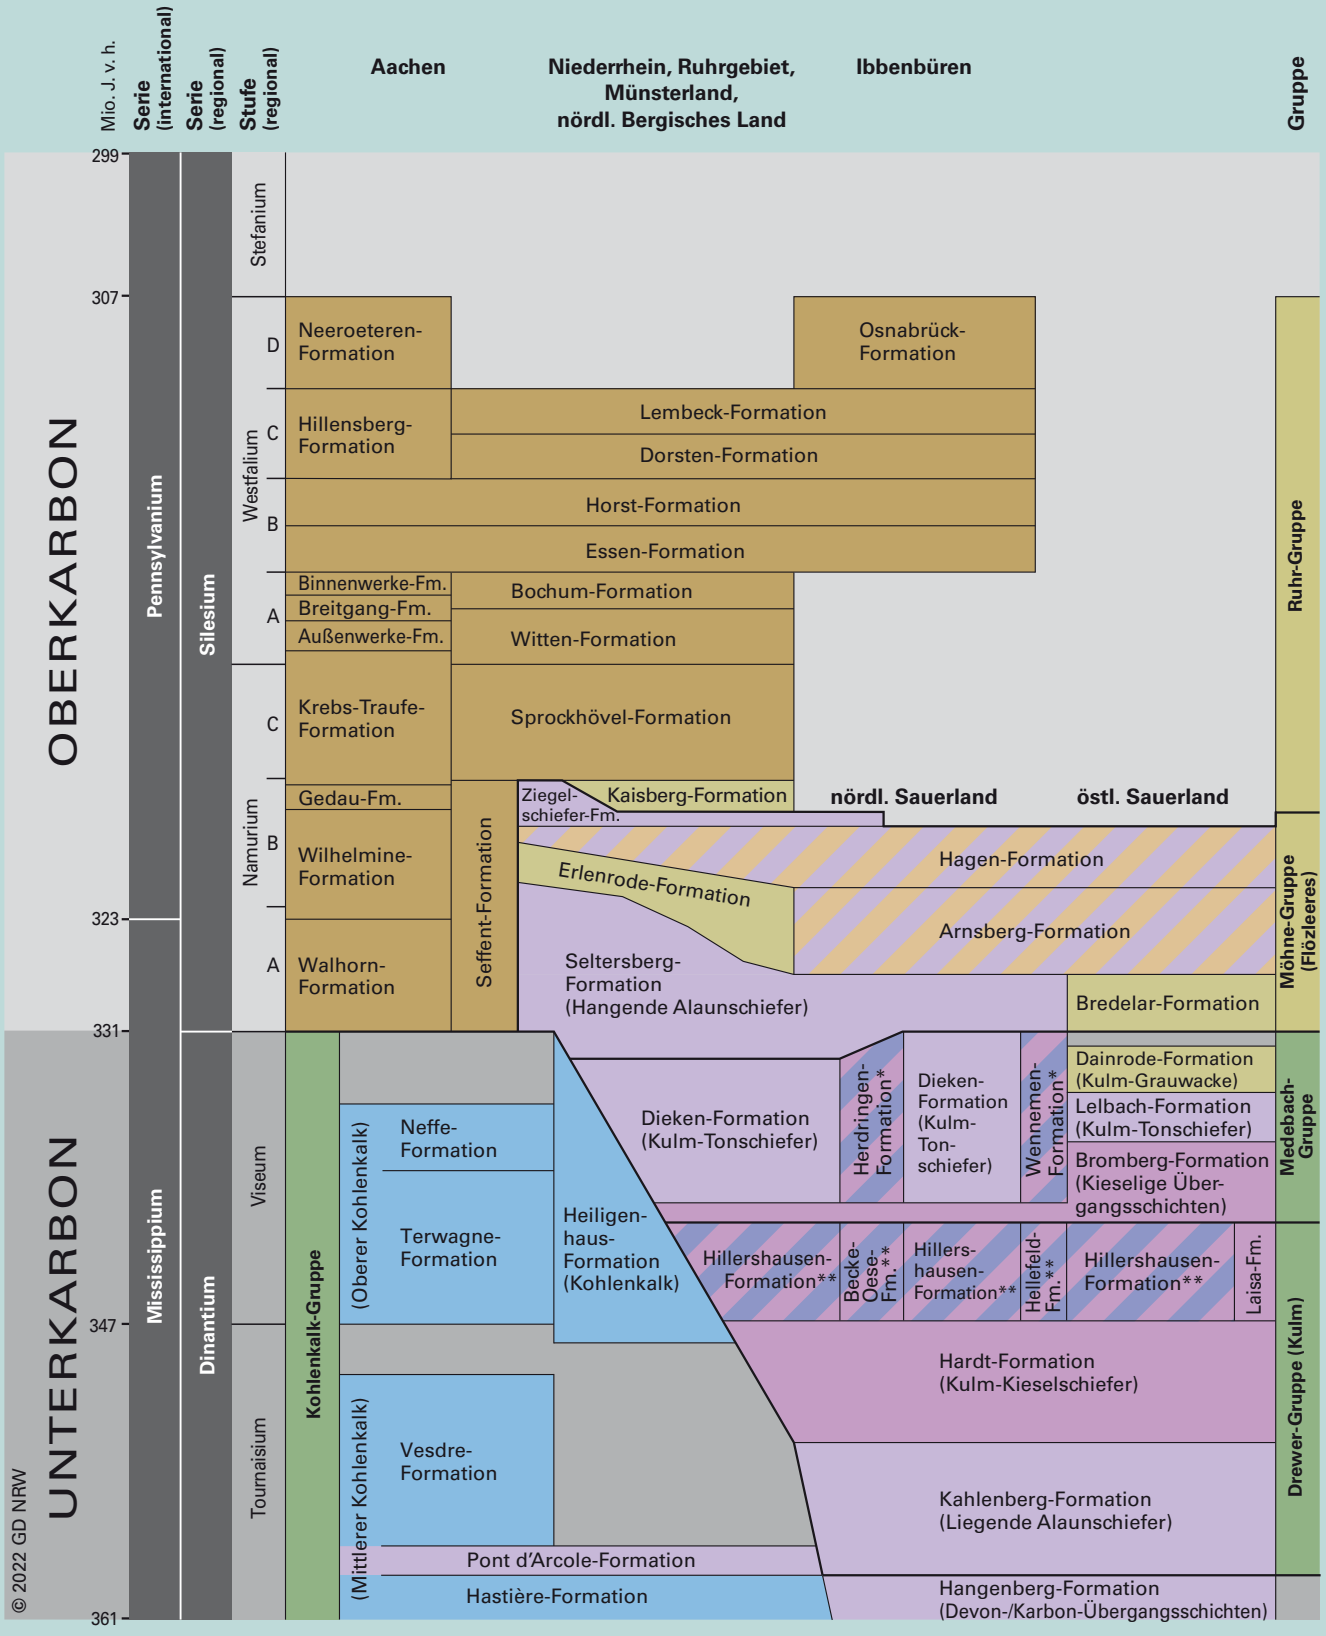 Mio. J. v. h.
Serie
(international)
Serie
(regional)
Stufe
(regional)
Aachen
Niederrhein, Ruhrgebiet,
Münsterland,
nördl. Bergisches Land
Ibbenbüren
Gruppe
299
307
323
331
347
361
OBERKARBON
UNTERKARBON
Pennsylvanium
Mississippium
Silesium
Dinantium
Stefanium
Westfalium
D
C
B
A
Namurium
C
B
A
Viseum
Tournaisium
Neeroeteren-
Formation
Osnabrück-
Formation
Hillensberg-
Formation
Lembeck-Formation
Dorsten-Formation
Horst-Formation
Essen-Formation
Binnenwerke-Fm.
Breitgang-Fm.
Außenwerke-Fm.
Bochum-Formation
Witten-Formation
Krebs-Traufe-
Formation
Sprockhövel-Formation
Gedau-Fm.
Wilhelmine-
Formation
Walhorn-
Formation
Seffent-Formation
Ziegel-
schiefer-Fm.
Kaisberg-Formation
nördl. Sauerland
östl. Sauerland
Hagen-Formation
Erlenrode-Formation
Arnsberg-Formation
Seltersberg-
Formation
(Hangende Alaunschiefer)
Bredelar-Formation
Ruhr-Gruppe
Möhne-Gruppe
(Flözleeres)
Kohlenkalk-Gruppe
(Oberer Kohlenkalk)
Neffe-
Formation
Terwagne-
Formation
Heiligen-
haus-
Formation
(Kohlenkalk)
Dieken-Formation
(Kulm-Tonschiefer)
Herdringen-
Formation*
Dieken-
Formation
(Kulm-
Ton-
schiefer)
Wennemen-
Formation*
Dainrode-Formation
(Kulm-Grauwacke)
Lelbach-Formation
(Kulm-Tonschiefer)
Bromberg-Formation
(Kieselige Über-
gangsschichten)
Medebach-
Gruppe
Hillershausen-
Formation**
Becke-
Oese-
Fm.**
Hillers-
hausen-
Formation**
Hellefeld-
Fm.**
Hillershausen-
Formation**
Laisa-Fm.
Hardt-Formation
(Kulm-Kieselschiefer)
(Mittlerer Kohlenkalk)
Vesdre-
Formation
Kahlenberg-Formation
(Liegende Alaunschiefer)
Drewer-Gruppe (Kulm)
Pont d'Arcole-Formation
Hastière-Formation
Hangenberg-Formation
(Devon-/Karbon-Übergangsschichten)
© 2022 GD NRW